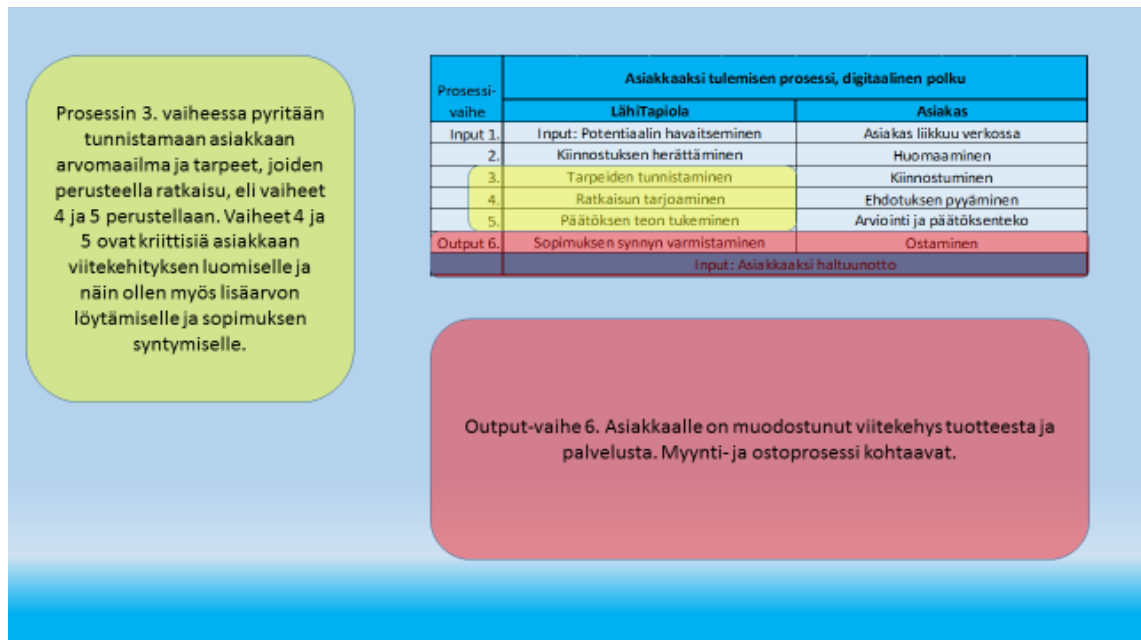 Prosessin 3. vaiheessa pyritään
tunnistamaan asiakkaan
arvomaailma ja tarpeet, joiden
perusteella ratkaisu, eli vaiheet
4 ja 5 perustellaan. Vaiheet 4 ja
5 ovat kriittisiä asiakkaan
viitekehityksen luomiselle ja
näin ollen myös lisäarvon
löytämiselle ja sopimuksen
syntymiselle.
Prosessi-vaihe Asiakkaaksi tulemisen prosessi, digitaalinen polku
LähiTapiola Asiakas
Input 1. Input: Potentiaalin havaitseminen Asiakas liikkuu verkossa
2. Kiinnostuksen herättäminen Huomaaminen
3. Tarpeiden tunnistaminen Kiinnostuminen
4. Ratkaisun tarjoaminen Ehdotuksen pyyäminen
5. Päätöksen teon tukeminen Arviointi ja päätöksenteko
Output 6. Sopimuksen synnyn varmistaminen Ostaminen
Input: Asiakkaaksi haltuunotto
Output-vaihe 6. Asiakkaalle on muodostunut viitekehys tuotteesta ja
palvelusta. Myynti- ja ostoprosessi kohtaavat.